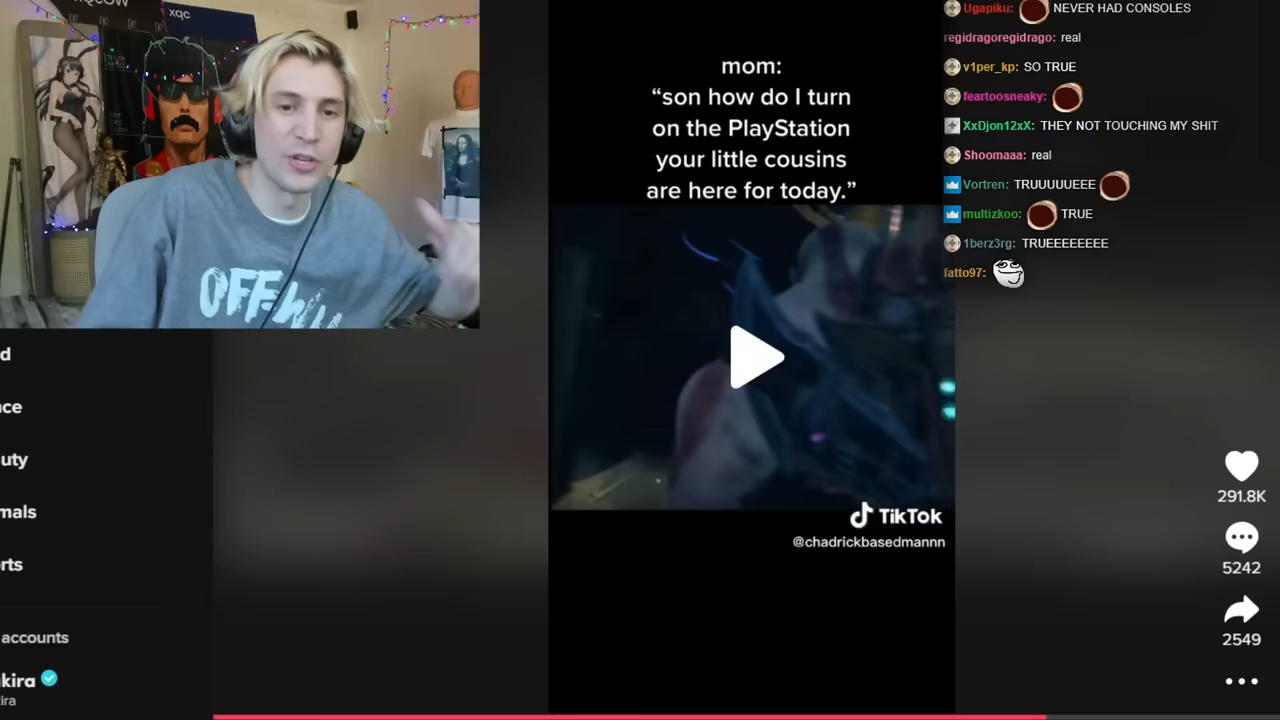 xQcOW
xqc
OFF-W
mom:
“son how do I turn
on the PlayStation
your little cousins
are here for today.”
TikTok
@chadrickbasedmannn
Ugapiku: NEVER HAD CONSOLES
regidragoregidrago: real
v1per_kp: SO TRUE
feartoosneaky:
XxDjon12xX: THEY NOT TOUCHING MY SHIT
Shoomaaa: real
Vortren: TRUUUUUEEE
multizkoo: TRUE
1berz3rg: TRUEEEEEEEE
fatto97:
d
ce
uty
mals
rts
accounts
kira
ira
291.8K
5242
2549